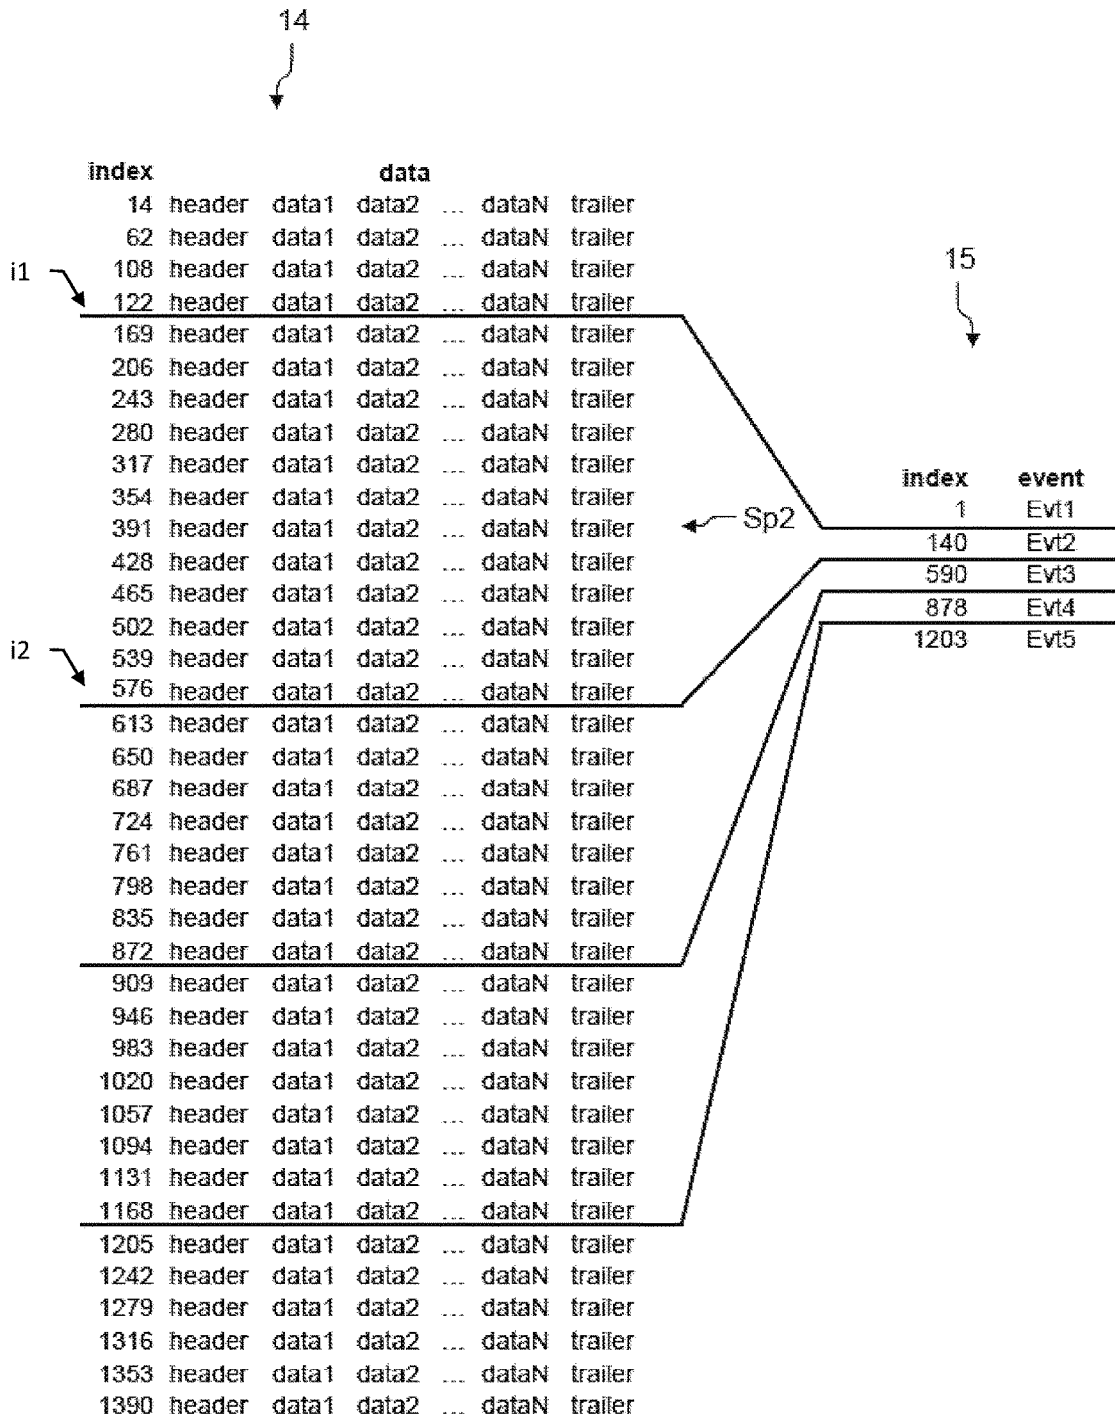 14
index data
14 header data1 data2 ... dataN trailer
62 header data1 data2 ... dataN trailer
i1 108 header data1 data2 ... dataN trailer
122 header data1 data2 ... dataN trailer
169 header data1 data2 ... dataN trailer
206 header data1 data2 ... dataN trailer
243 header data1 data2 ... dataN trailer
280 header data1 data2 ... dataN trailer
317 header data1 data2 ... dataN trailer
354 header data1 data2 ... dataN trailer
391 header data1 data2 ... dataN trailer
428 header data1 data2 ... dataN trailer
465 header data1 data2 ... dataN trailer
502 header data1 data2 ... dataN trailer
i2 539 header data1 data2 ... dataN trailer
576 header data1 data2 ... dataN trailer
613 header data1 data2 ... dataN trailer
650 header data1 data2 ... dataN trailer
687 header data1 data2 ... dataN trailer
724 header data1 data2 ... dataN trailer
761 header data1 data2 ... dataN trailer
798 header data1 data2 ... dataN trailer
835 header data1 data2 ... dataN trailer
872 header data1 data2 ... dataN trailer
909 header data1 data2 ... dataN trailer
946 header data1 data2 ... dataN trailer
983 header data1 data2 ... dataN trailer
1020 header data1 data2 ... dataN trailer
1057 header data1 data2 ... dataN trailer
1094 header data1 data2 ... dataN trailer
1131 header data1 data2 ... dataN trailer
1168 header data1 data2 ... dataN trailer
1205 header data1 data2 ... dataN trailer
1242 header data1 data2 ... dataN trailer
1279 header data1 data2 ... dataN trailer
1316 header data1 data2 ... dataN trailer
1353 header data1 data2 ... dataN trailer
1390 header data1 data2 ... dataN trailer
Sp2
15
index event
1 Evt1
140 Evt2
590 Evt3
878 Evt4
1203 Evt5